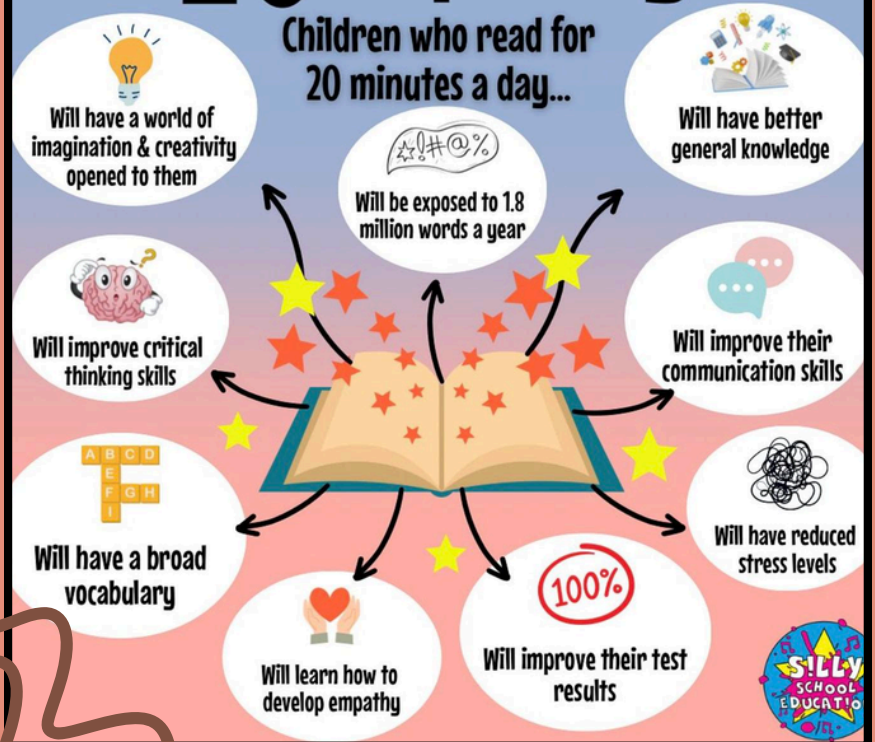 Children who read for
20 minutes a day...
Will have a world of
imagination & creativity
opened to them
*!#@%
Will be exposed to 1.8
million words a year
Will have better
general knowledge
Will improve critical
thinking skills
?
Will improve their
communication skills
A B C D
E
F G H
I
Will have a broad
vocabulary
Will have reduced
stress levels
Will learn how to
develop empathy
100%
Will improve their test
results
S!LLY
SCHOOL
EDUCAT!O